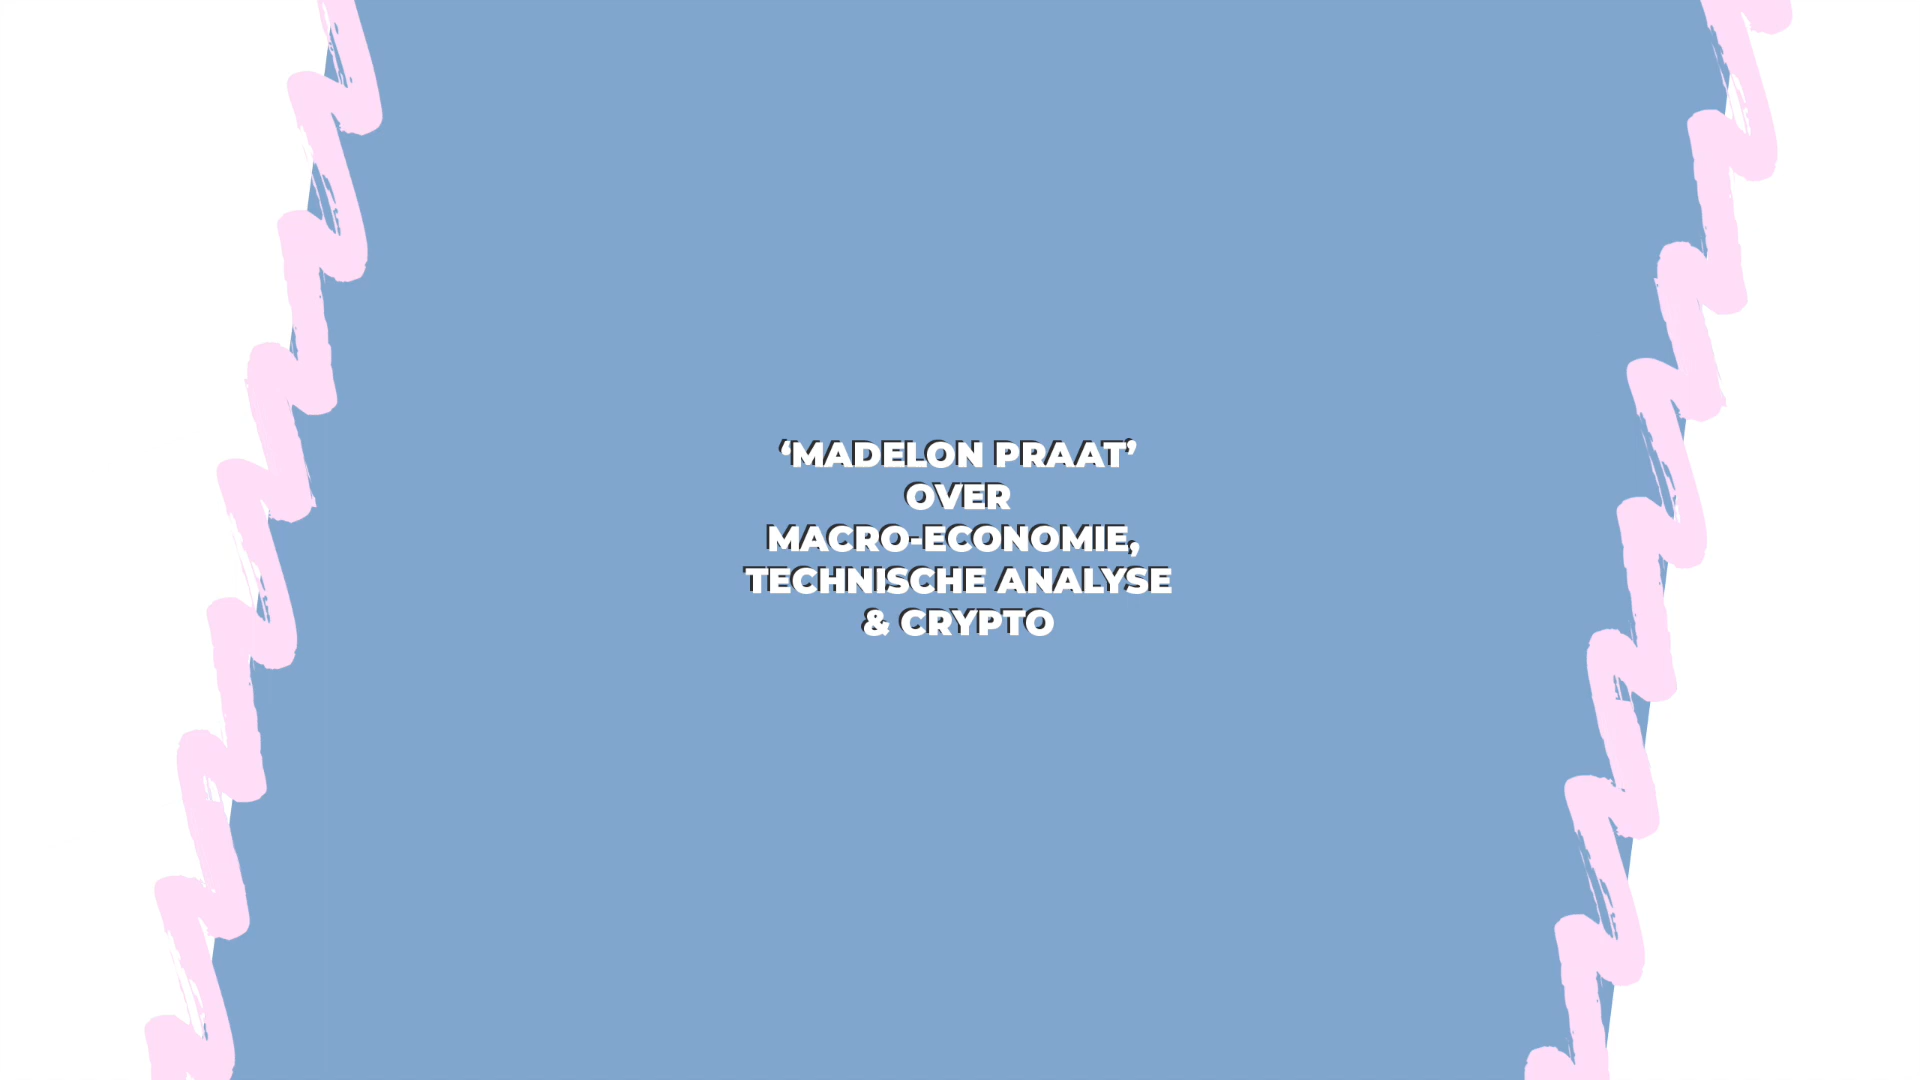 ‘MADELON PRAAT’
OVER
MACRO-ECONOMIE,
TECHNISCHE ANALYSE
& CRYPTO